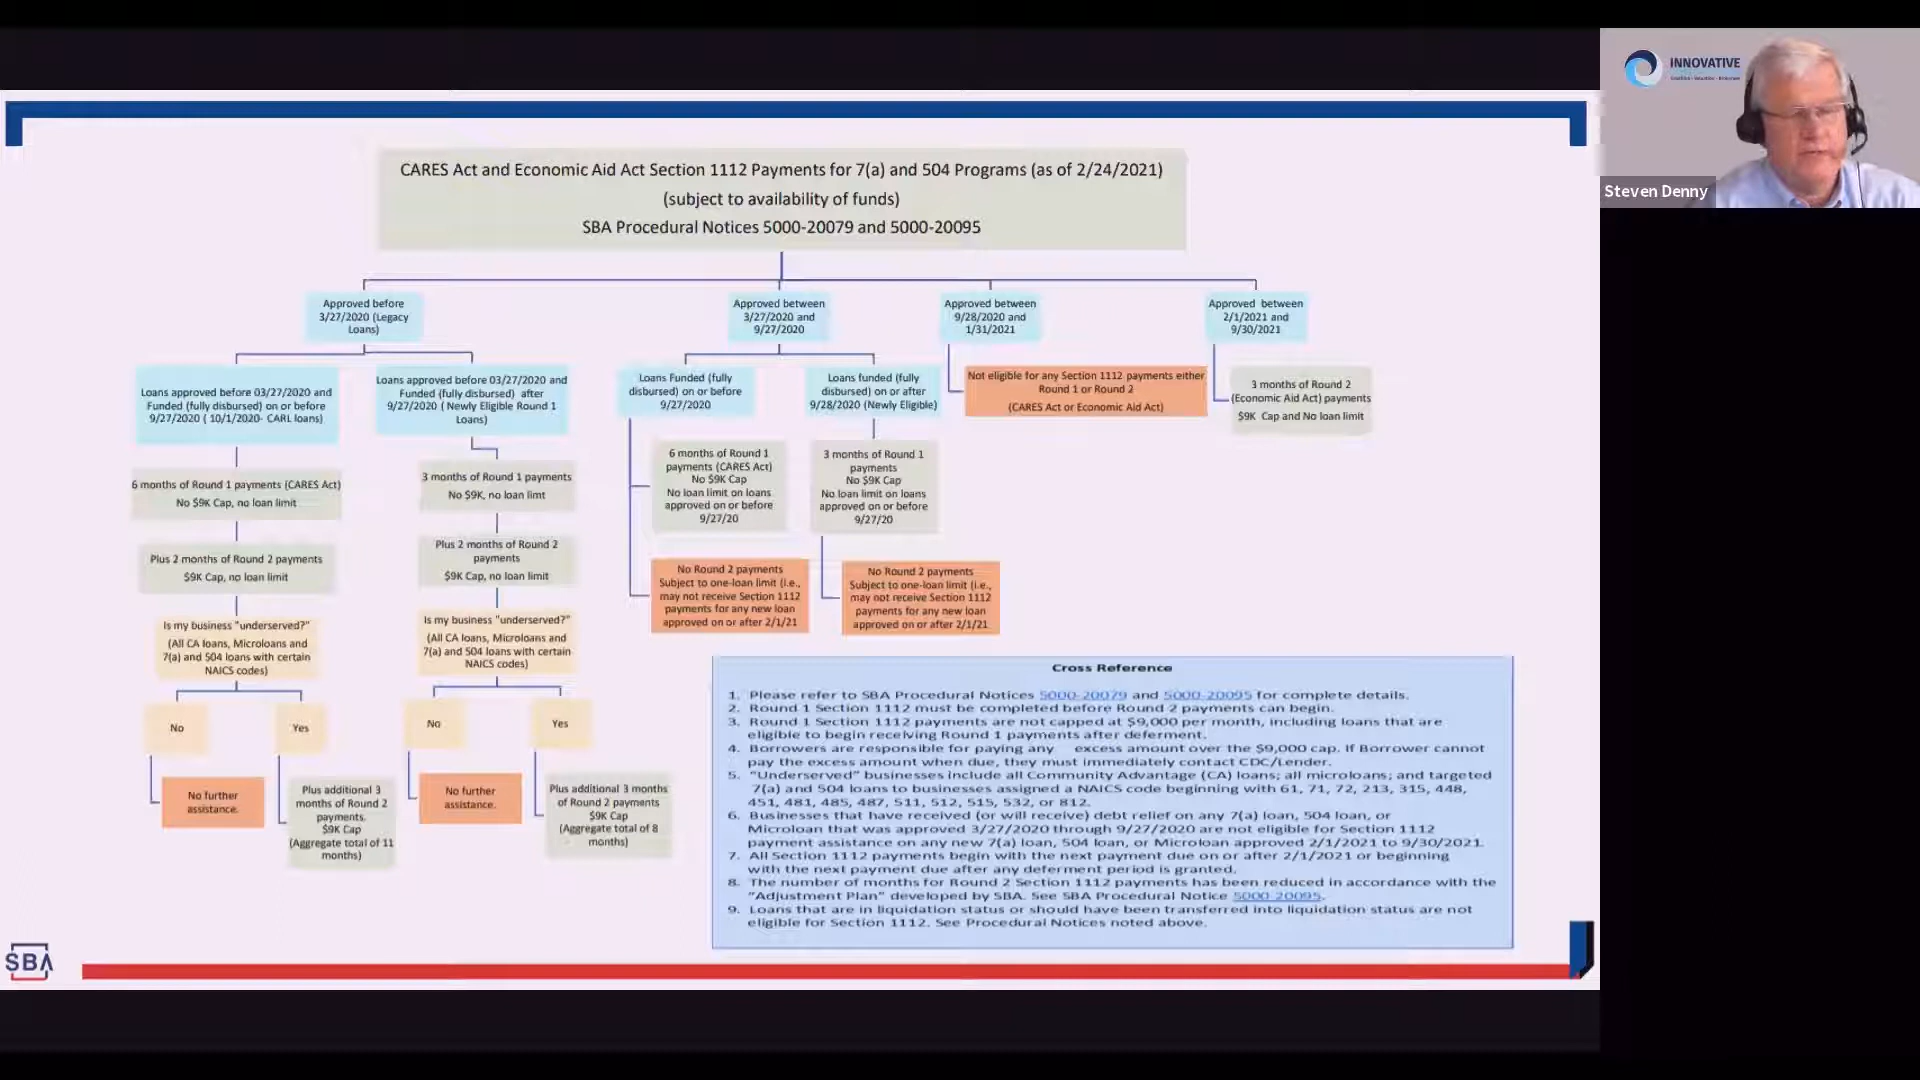 INNOVATIVE
Steven Denny
CARES Act and Economic Aid Act Section 1112 Payments for 7(a) and 504 Programs (as of 2/24/2021)
(subject to availability of funds)
SBA Procedural Notices 5000-20079 and 5000-20095
Approved before
3/27/2020 (Legacy
Loans)
Approved between
3/27/2020 and
9/27/2020
Approved between
9/28/2020 and
1/31/2021
Approved between
2/1/2021 and
9/30/2021
Loans approved before 03/27/2020 and
Funded (fully disbursed) on or before
9/27/2020 ( 10/1/2020- CARL loans)
Loans approved before 03/27/2020 and
Funded (fully disbursed) after
9/27/2020 ( Newly Eligible Round 1
Loans)
Loans Funded (fully
disbursed) on or before
9/27/2020
Loans funded (fully
disbursed) on or after
9/28/2020 (Newly Eligible)
Not eligible for any Section 1112 payments either
Round 1 or Round 2
(CARES Act or Economic Aid Act)
3 months of Round 2
(Economic Aid Act) payments
$9K Cap and No loan limit
6 months of Round 1 payments (CARES Act)
No $9K Cap, no loan limit
3 months of Round 1 payments
No $9K, no loan limt
6 months of Round 1
payments (CARES Act)
No $9K Cap
No loan limit on loans
approved on or before
9/27/20
3 months of Round 1
payments
No $9K Cap
No loan limit on loans
approved on or before
9/27/20
Plus 2 months of Round 2 payments
$9K Cap, no loan limit
Plus 2 months of Round 2
payments
$9K Cap, no loan limit
No Round 2 payments
Subject to one-loan limit (i.e.,
may not receive Section 1112
payments for any new loan
approved on or after 2/1/21
No Round 2 payments
Subject to one-loan limit (i.e.,
may not receive Section 1112
payments for any new loan
approved on or after 2/1/21
Is my business "underserved?"
(All CA loans, Microloans and
7(a) and 504 loans with certain
NAICS codes)
Is my business "underserved?"
(All CA loans, Microloans and
7(a) and 504 loans with certain
NAICS codes)
No
Yes
No
Yes
No further
assistance.
Plus additional 3
months of Round 2
payments.
$9K Cap
(Aggregate total of 11
months)
No further
assistance.
Plus additional 3 months
of Round 2 payments
$9K Cap
(Aggregate total of 8
months)
Cross Reference
1. Please refer to SBA Procedural Notices 5000-20079 and 5000-20095 for complete details.
2. Round 1 Section 1112 must be completed before Round 2 payments can begin.
3. Round 1 Section 1112 payments are not capped at $9,000 per month, including loans that are
eligible to begin receiving Round 1 payments after deferment.
4. Borrowers are responsible for paying any excess amount over the $9,000 cap. If Borrower cannot
pay the excess amount when due, they must immediately contact CDC/Lender.
5. "Underserved" businesses include all Community Advantage (CA) loans; all microloans; and targeted
7(a) and 504 loans to businesses assigned a NAICS code beginning with 61, 71, 72, 213, 315, 448,
451, 481, 485, 487, 511, 512, 515, 532, or 812.
6. Businesses that have received (or will receive) debt relief on any 7(a) loan, 504 loan, or
Microloan that was approved 3/27/2020 through 9/27/2020 are not eligible for Section 1112
payment assistance on any new 7(a) loan, 504 loan, or Microloan approved 2/1/2021 to 9/30/2021.
7. All Section 1112 payments begin with the next payment due on or after 2/1/2021 or beginning
with the next payment due after any deferment period is granted.
8. The number of months for Round 2 Section 1112 payments has been reduced in accordance with the
"Adjustment Plan" developed by SBA. See SBA Procedural Notice 5000-20095.
9. Loans that are in liquidation status or should have been transferred into liquidation status are not
eligible for Section 1112. See Procedural Notices noted above.
SBA